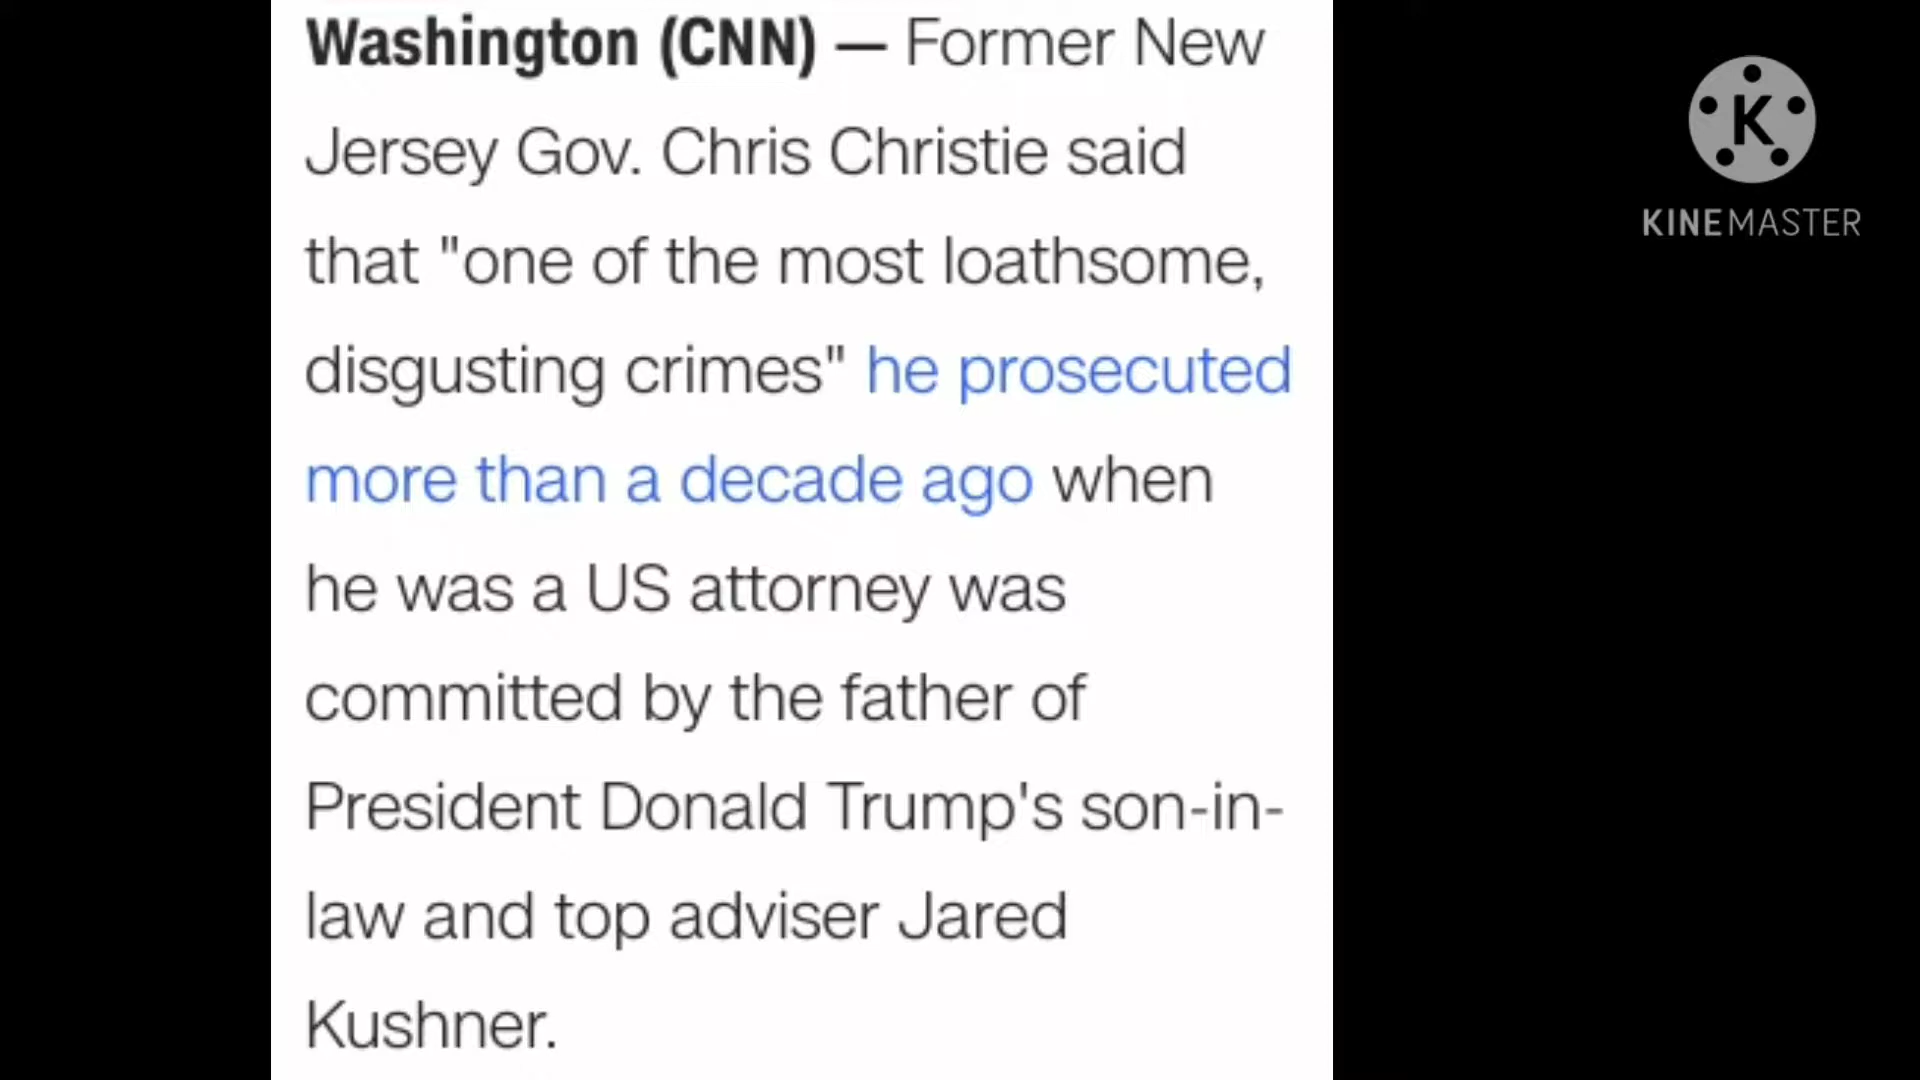 Washington (CNN) — Former New
Jersey Gov. Chris Christie said
that "one of the most loathsome,
disgusting crimes" he prosecuted
more than a decade ago when
he was a US attorney was
committed by the father of
President Donald Trump's son-in-
law and top adviser Jared
Kushner.
K
KINEMASTER